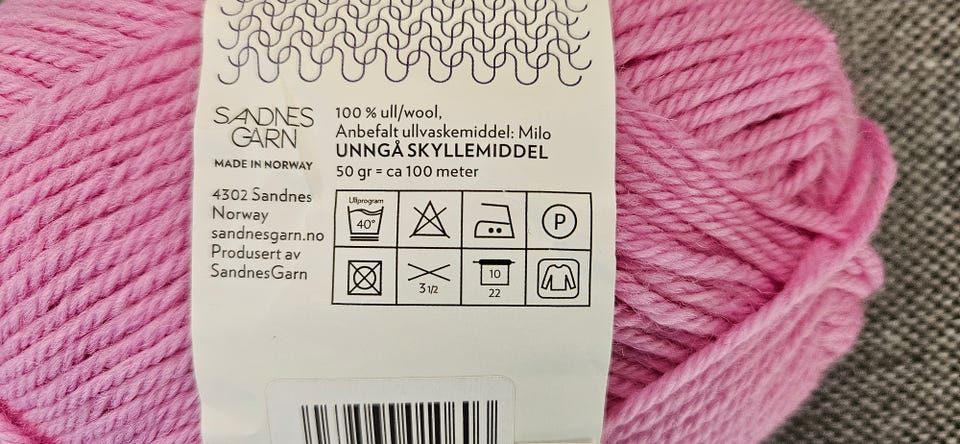 SANDNES
GARN
MADE IN NORWAY
4302 Sandnes
Norway
sandnesgarn.no
Produsert av
SandnesGarn
100 % ull/wool,
Anbefalt ullvaskemiddel: Milo
UNNGÅ SKYLLEMIDDEL
50 gr = ca 100 meter
Ullprogram
40°
P
3 1/2
10
22